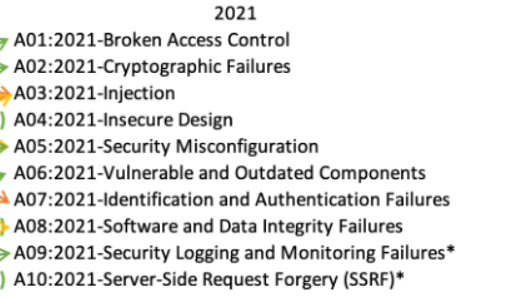 2021
A01:2021-Broken Access Control
A02:2021-Cryptographic Failures
A03:2021-Injection
A04:2021-Insecure Design
A05:2021-Security Misconfiguration
A06:2021-Vulnerable and Outdated Components
A07:2021-Identification and Authentication Failures
A08:2021-Software and Data Integrity Failures
A09:2021-Security Logging and Monitoring Failures*
A10:2021-Server-Side Request Forgery (SSRF)*